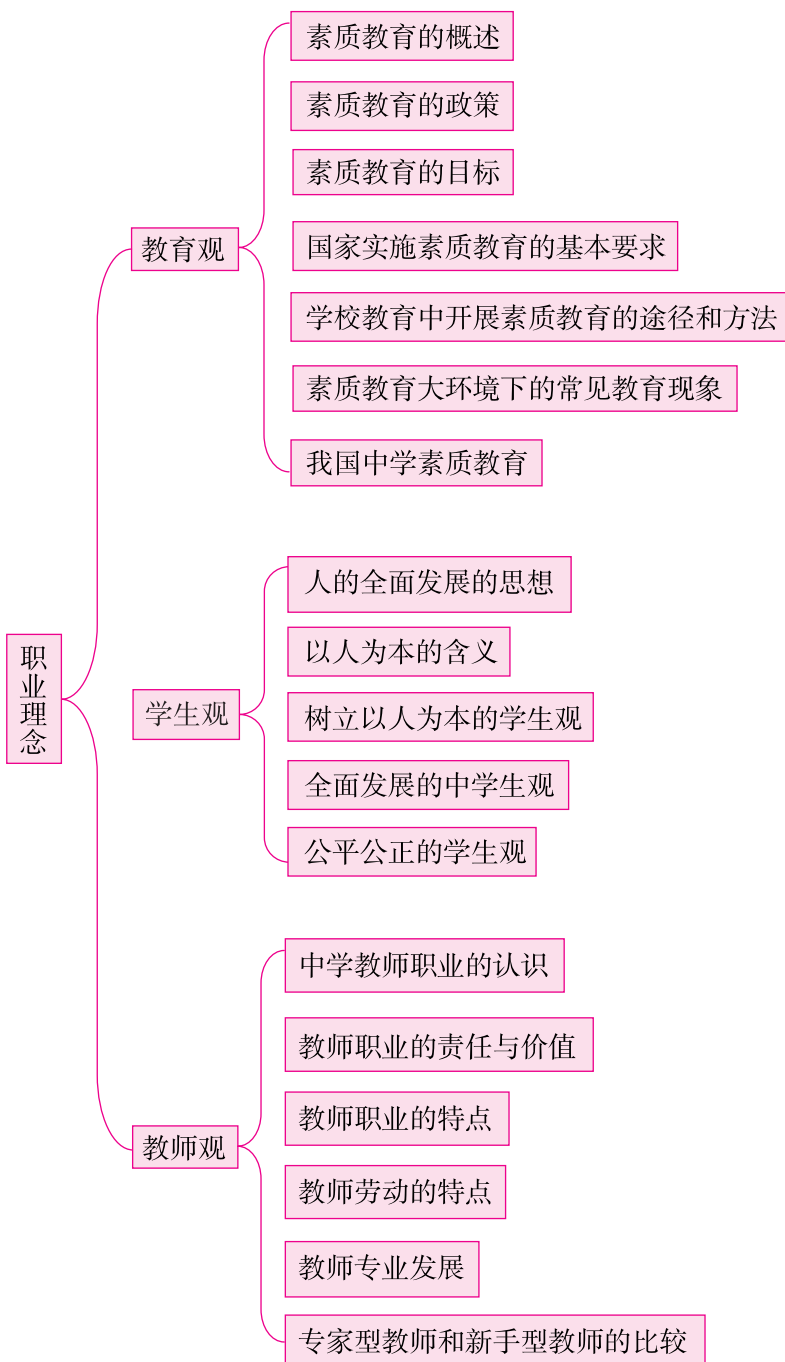 职业理念
教育观
素质教育的概述
素质教育的政策
素质教育的目标
国家实施素质教育的基本要求
学校教育中开展素质教育的途径和方法
素质教育大环境下的常见教育现象
我国中学素质教育
学生观
人的全面发展的思想
以人为本的含义
树立以人为本的学生观
全面发展的中学生观
公平公正的学生观
教师观
中学教师职业的认识
教师职业的责任与价值
教师职业的特点
教师劳动的特点
教师专业发展
专家型教师和新手型教师的比较